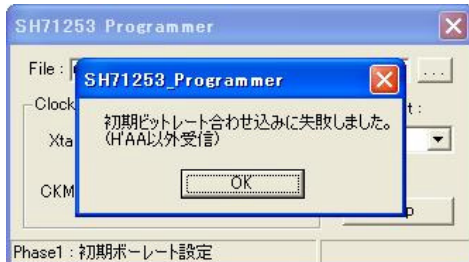 SH71253 Programmer
File :
...
SH71253_Programmer
初期ビットレート合わせ込みに失敗しました。
(H'AA以外受信)
OK
Clock
Xta
t :
CKM
p
Phase1 : 初期ボーレート設定